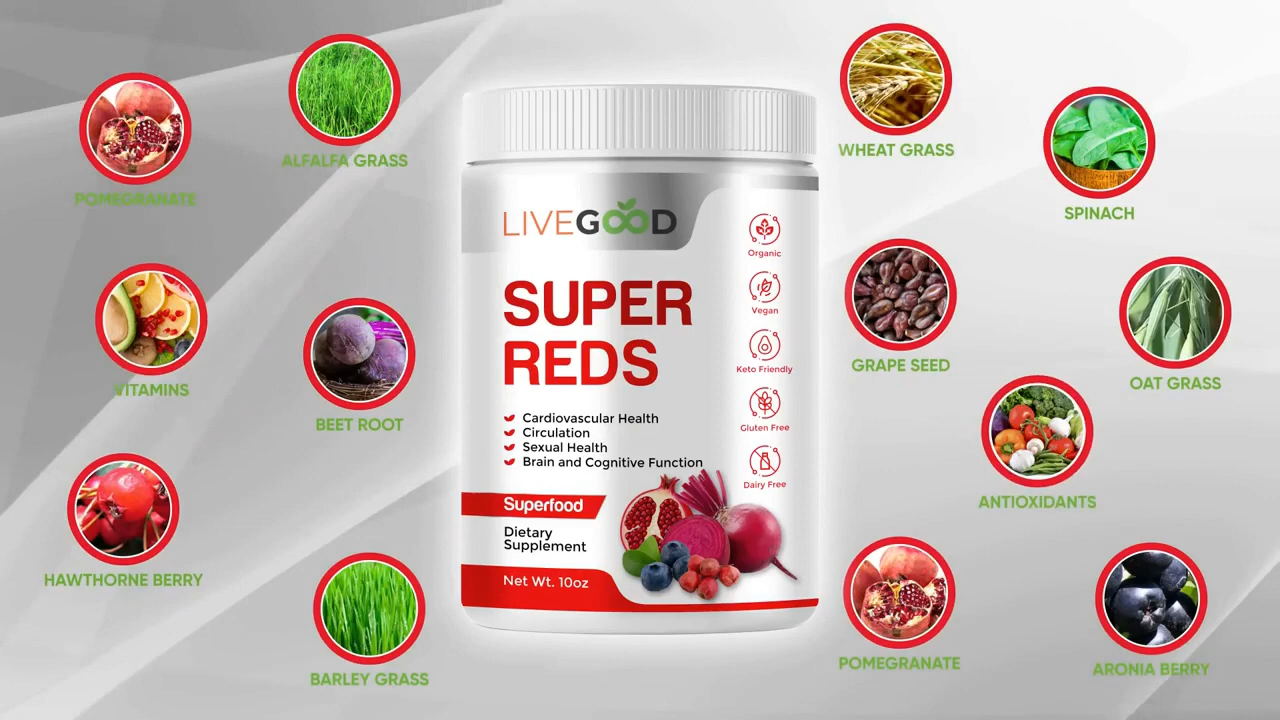 POMEGRANATE
ALFALFA GRASS
VITAMINS
BEET ROOT
HAWTHORNE BERRY
BARLEY GRASS
LIVEGOOD
SUPER
REDS
Cardiovascular Health
Circulation
Sexual Health
Brain and Cognitive Function
Superfood
Dietary
Supplement
Net Wt. 10oz
Organic
Vegan
Keto Friendly
Gluten Free
Dairy Free
WHEAT GRASS
SPINACH
GRAPE SEED
OAT GRASS
ANTIOXIDANTS
POMEGRANATE
ARONIA BERRY